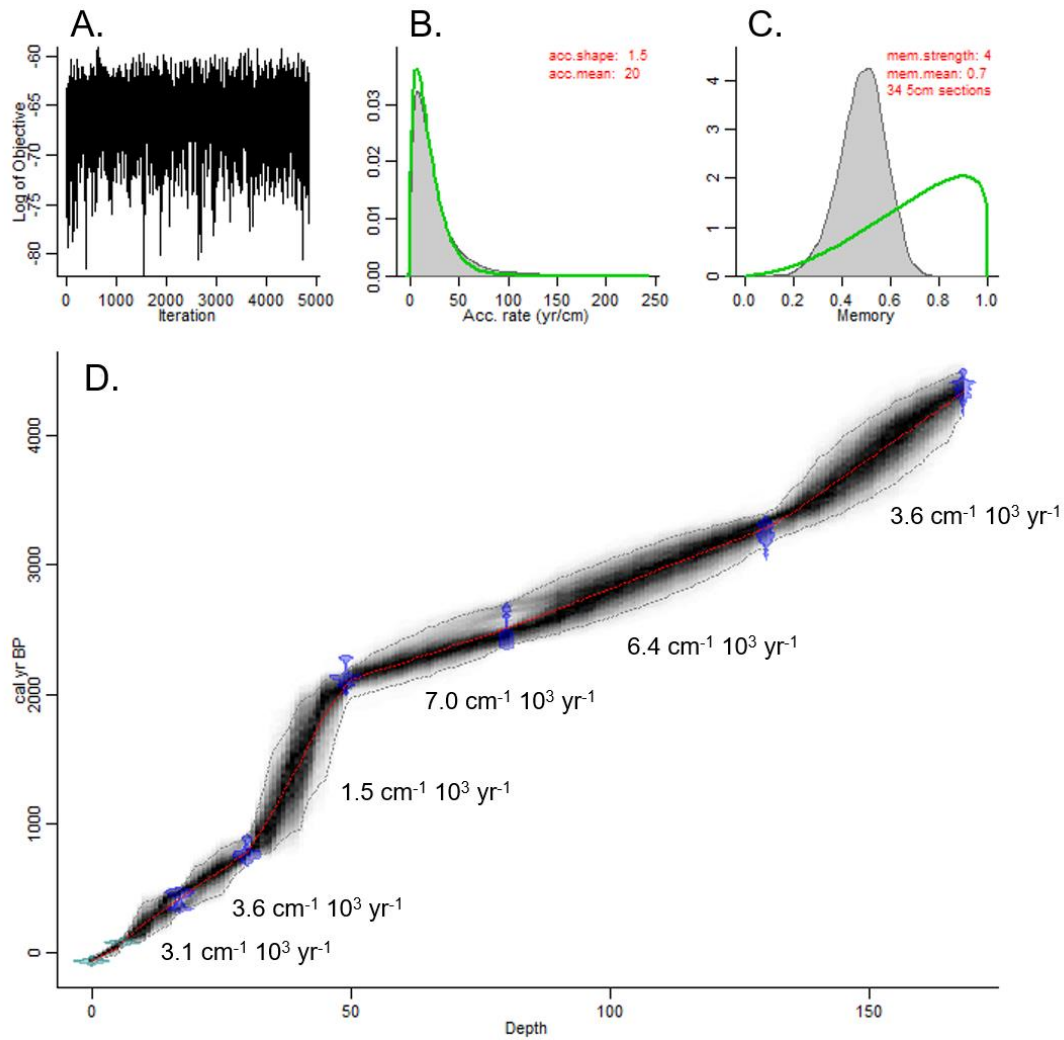 A.
-60
-65
-70
-75
-80
Log of Objective
0 1000 2000 3000 4000 5000
Iteration
B.
acc.shape: 1.5
acc.mean: 20
0.03
0.02
0.01
0.00
0 50 100 150 200 250
Acc. rate (yr/cm)
C.
mem.strength: 4
mem.mean: 0.7
34 5cm sections
4
3
2
1
0
0.0 0.2 0.4 0.6 0.8 1.0
Memory
D.
4000
3000
2000
1000
0
cal yr BP
3.6 cm⁻¹ 10³ yr⁻¹
6.4 cm⁻¹ 10³ yr⁻¹
7.0 cm⁻¹ 10³ yr⁻¹
1.5 cm⁻¹ 10³ yr⁻¹
3.6 cm⁻¹ 10³ yr⁻¹
3.1 cm⁻¹ 10³ yr⁻¹
0 50 100 150
Depth